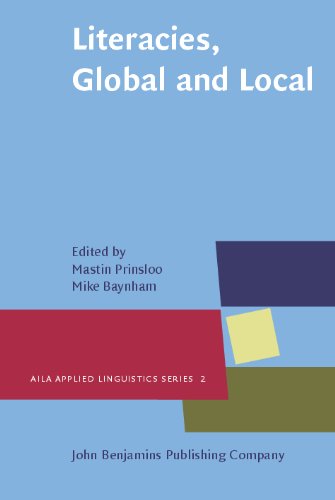 Literacies,
Global and Local
Edited by
Mastin Prinsloo
Mike Baynham
AILA APPLIED LINGUISTICS SERIES 2
John Benjamins Publishing Company